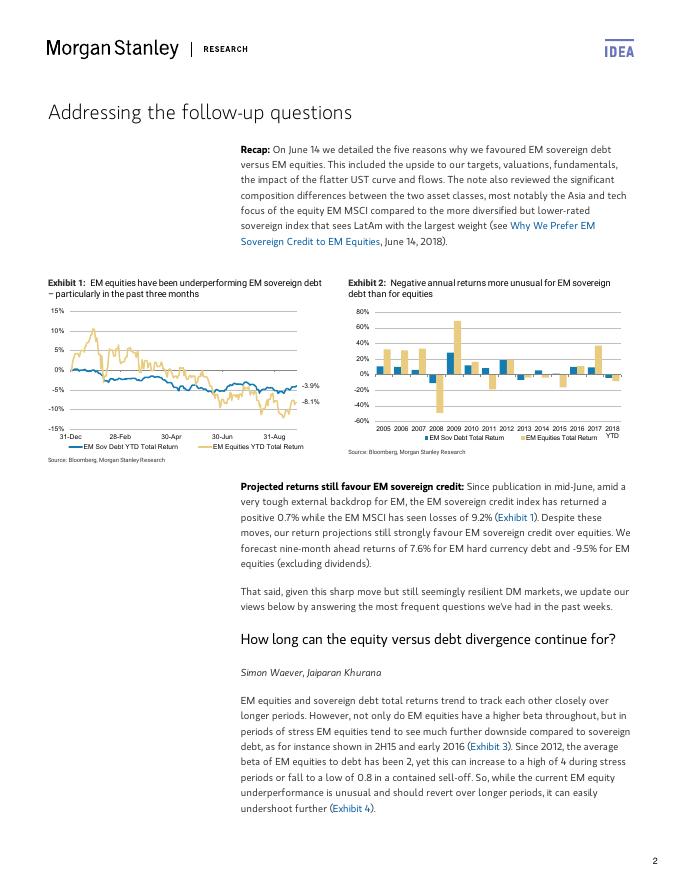 Morgan Stanley | RESEARCH
IDEA
Addressing the follow-up questions
Recap: On June 14 we detailed the five reasons why we favoured EM sovereign debt
versus EM equities. This included the upside to our targets, valuations, fundamentals,
the impact of the flatter UST curve and flows. The note also reviewed the significant
composition differences between the two asset classes, most notably the Asia and tech
focus of the equity EM MSCI compared to the more diversified but lower-rated
sovereign index that sees LatAm with the largest weight (see Why We Prefer EM
Sovereign Credit to EM Equities, June 14, 2018).
Exhibit 1: EM equities have been underperforming EM sovereign debt
– particularly in the past three months
15%
10%
5%
0%
-5%
-10%
-15%
-3.9%
-8.1%
31-Dec 28-Feb 30-Apr 30-Jun 31-Aug
EM Sov Debt YTD Total Return EM Equities YTD Total Return
Source: Bloomberg, Morgan Stanley Research
Exhibit 2: Negative annual returns more unusual for EM sovereign
debt than for equities
80%
60%
40%
20%
0%
-20%
-40%
-60%
2005 2006 2007 2008 2009 2010 2011 2012 2013 2014 2015 2016 2017 2018
YTD
EM Sov Debt Total Return EM Equities Total Return
Source: Bloomberg, Morgan Stanley Research
Projected returns still favour EM sovereign credit: Since publication in mid-June, amid a
very tough external backdrop for EM, the EM sovereign credit index has returned a
positive 0.7% while the EM MSCI has seen losses of 9.2% (Exhibit 1). Despite these
moves, our return projections still strongly favour EM sovereign credit over equities. We
forecast nine-month ahead returns of 7.6% for EM hard currency debt and -9.5% for EM
equities (excluding dividends).
That said, given this sharp move but still seemingly resilient DM markets, we update our
views below by answering the most frequent questions we've had in the past weeks.
How long can the equity versus debt divergence continue for?
Simon Waever, Jaiparan Khurana
EM equities and sovereign debt total returns trend to track each other closely over
longer periods. However, not only do EM equities have a higher beta throughout, but in
periods of stress EM equities tend to see much further downside compared to sovereign
debt, as for instance shown in 2H15 and early 2016 (Exhibit 3). Since 2012, the average
beta of EM equities to debt has been 2, yet this can increase to a high of 4 during stress
periods or fall to a low of 0.8 in a contained sell-off. So, while the current EM equity
underperformance is unusual and should revert over longer periods, it can easily
undershoot further (Exhibit 4).
2